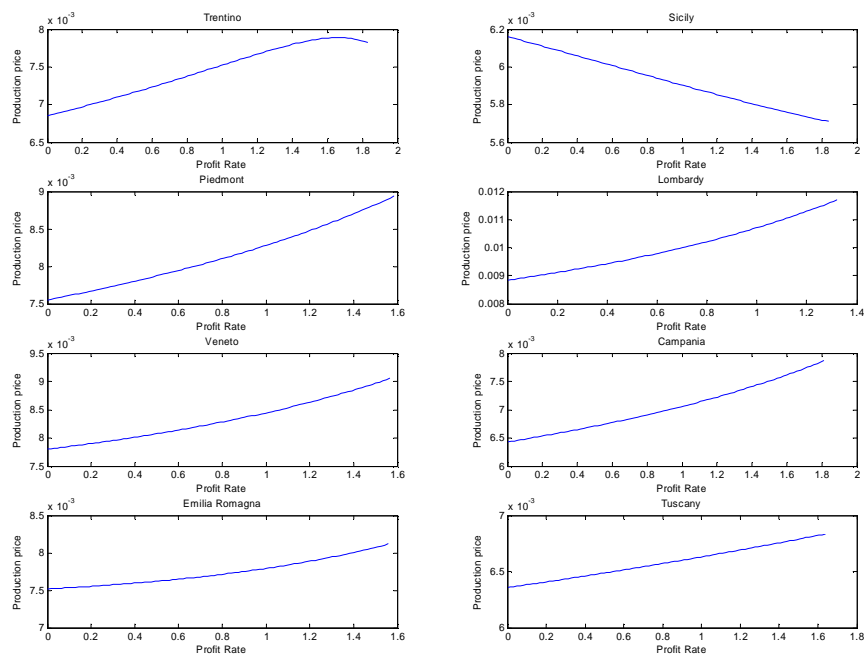 Trentino
x 10^-3
8
7.5
7
6.5
Production price
0 0.2 0.4 0.6 0.8 1 1.2 1.4 1.6 1.8 2
Profit Rate
Sicily
x 10^-3
6.2
6
5.8
5.6
Production price
0 0.2 0.4 0.6 0.8 1 1.2 1.4 1.6 1.8 2
Profit Rate
Piedmont
x 10^-3
9
8.5
8
7.5
Production price
0 0.2 0.4 0.6 0.8 1 1.2 1.4 1.6
Profit Rate
Lombardy
0.012
0.011
0.01
0.009
0.008
Production price
0 0.2 0.4 0.6 0.8 1 1.2 1.4
Profit Rate
Veneto
x 10^-3
9.5
9
8.5
8
7.5
Production price
0 0.2 0.4 0.6 0.8 1 1.2 1.4 1.6
Profit Rate
Campania
x 10^-3
8
7.5
7
6.5
6
Production price
0 0.2 0.4 0.6 0.8 1 1.2 1.4 1.6 1.8 2
Profit Rate
Emilia Romagna
x 10^-3
8.5
8
7.5
7
Production price
0 0.2 0.4 0.6 0.8 1 1.2 1.4 1.6
Profit Rate
Tuscany
x 10^-3
7
6.5
6
Production price
0 0.2 0.4 0.6 0.8 1 1.2 1.4 1.6 1.8
Profit Rate